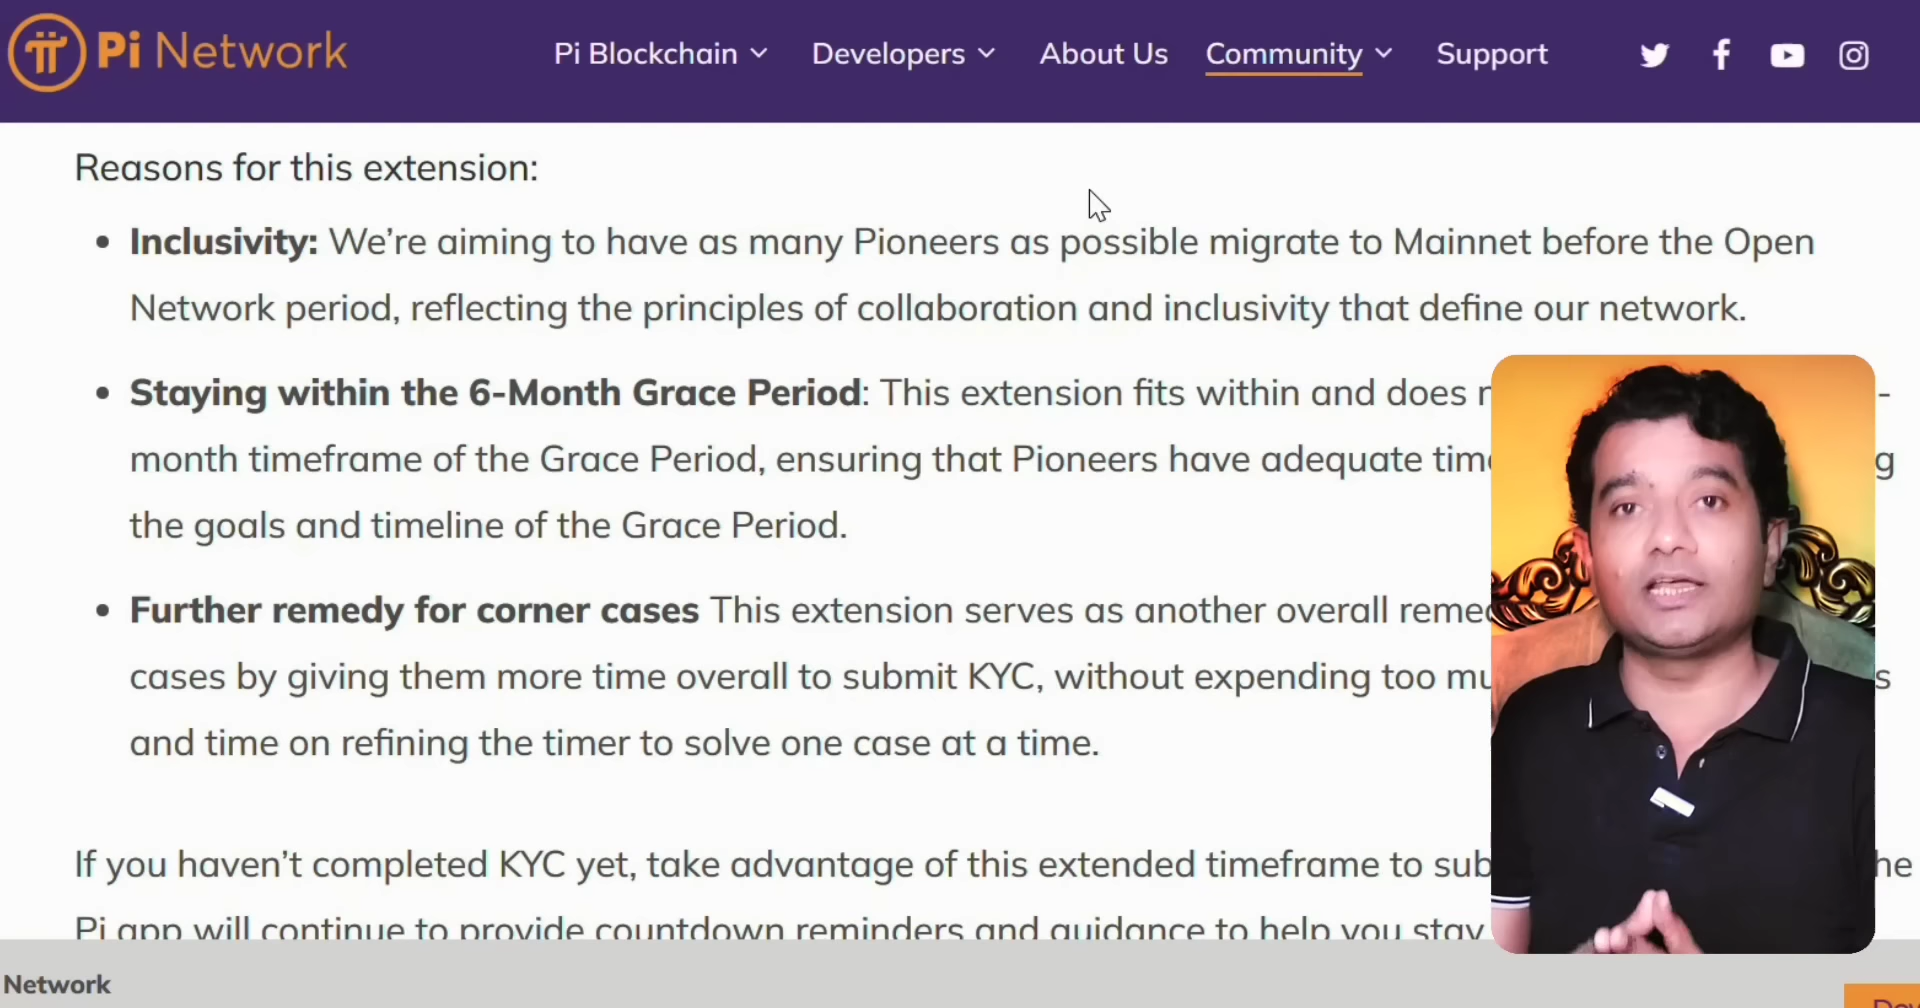 Pi Network
Pi Blockchain
Developers
About Us
Community
Support
Reasons for this extension:
Inclusivity: We're aiming to have as many Pioneers as possible migrate to Mainnet before the Open
Network period, reflecting the principles of collaboration and inclusivity that define our network.
Staying within the 6-Month Grace Period: This extension fits within and does
month timeframe of the Grace Period, ensuring that Pioneers have adequate
the goals and timeline of the Grace Period.
Further remedy for corner cases This extension serves as another overall
cases by giving them more time overall to submit KYC, without expending too
and time on refining the timer to solve one case at a time.
If you haven't completed KYC yet, take advantage of this extended timeframe to
Pi app will continue to provide countdown reminders and guidance to help you stay
Network